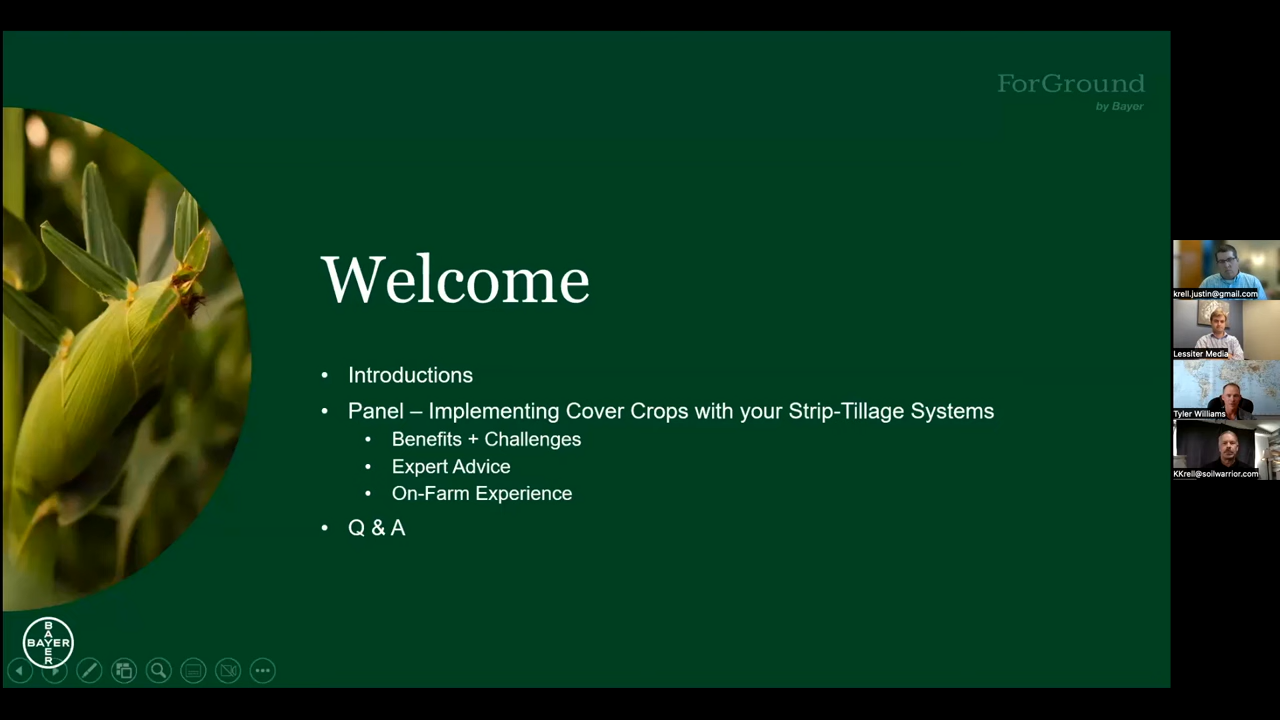 ForGround
by Bayer
Welcome
• Introductions
• Panel – Implementing Cover Crops with your Strip-Tillage Systems
• Benefits + Challenges
• Expert Advice
• On-Farm Experience
• Q & A
BAYER
BAYER
krell.justin@gmail.com
Lessiter Media
Tyler Williams
KKrell@soilwarrior.com